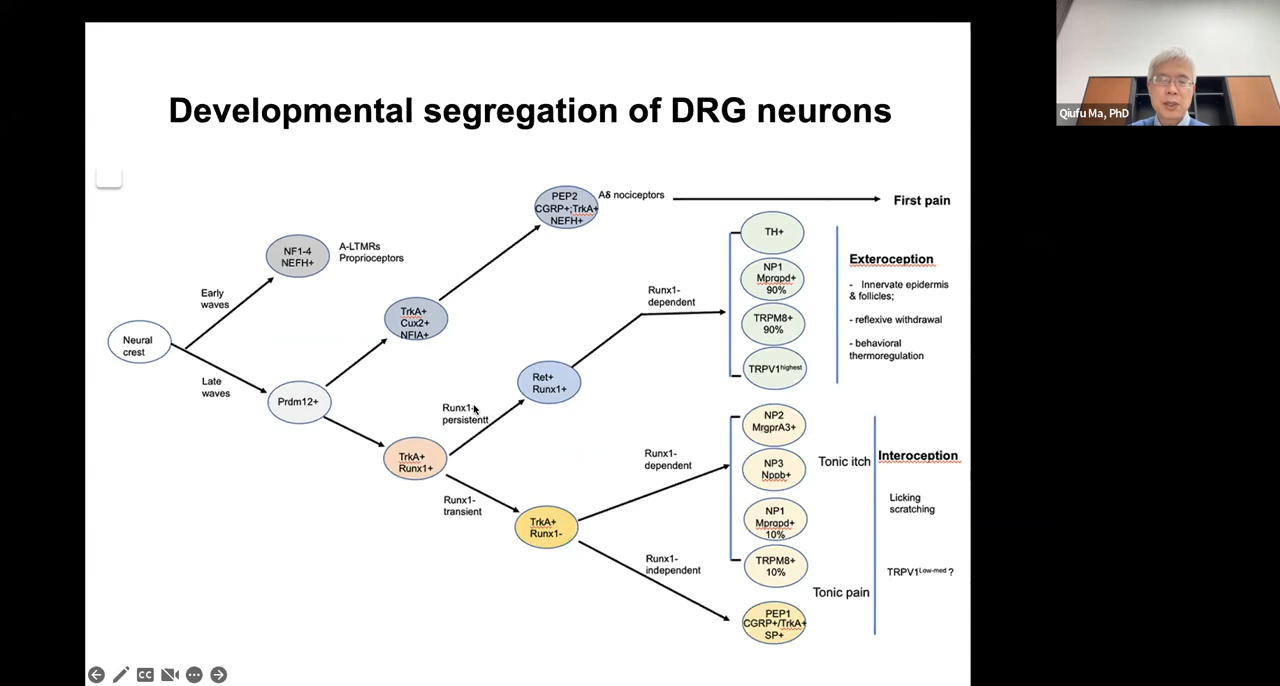 Developmental segregation of DRG neurons
Qiufu Ma, PhD
PEP2
CGRP+;TrkA+
NEFH+
Aδ nociceptors
First pain
NF1-4
NEFH+
A-LTMRs
Proprioceptors
Early
waves
Neural
crest
Late
waves
Prdm12+
TrkA+
Cux2+
NFIA+
TrkA+
Runx1+
Runx1-
persistentt
Ret+
Runx1+
Runx1-
transient
TrkA+
Runx1-
Runx1-
dependent
TH+
NP1
Mprgpd+
90%
TRPM8+
90%
TRPV1highest
Exteroception
- Innervate epidermis
& follicles;
- reflexive withdrawal
- behavioral
thermoregulation
Runx1-
dependent
NP2
MrgprA3+
NP3
Nppb+
NP1
Mprgpd+
10%
TRPM8+
10%
Runx1-
independent
PEP1
CGRP+/TrkA+
SP+
Tonic itch
Tonic pain
Interoception
Licking
scratching
TRPV1Low-med ?
CC